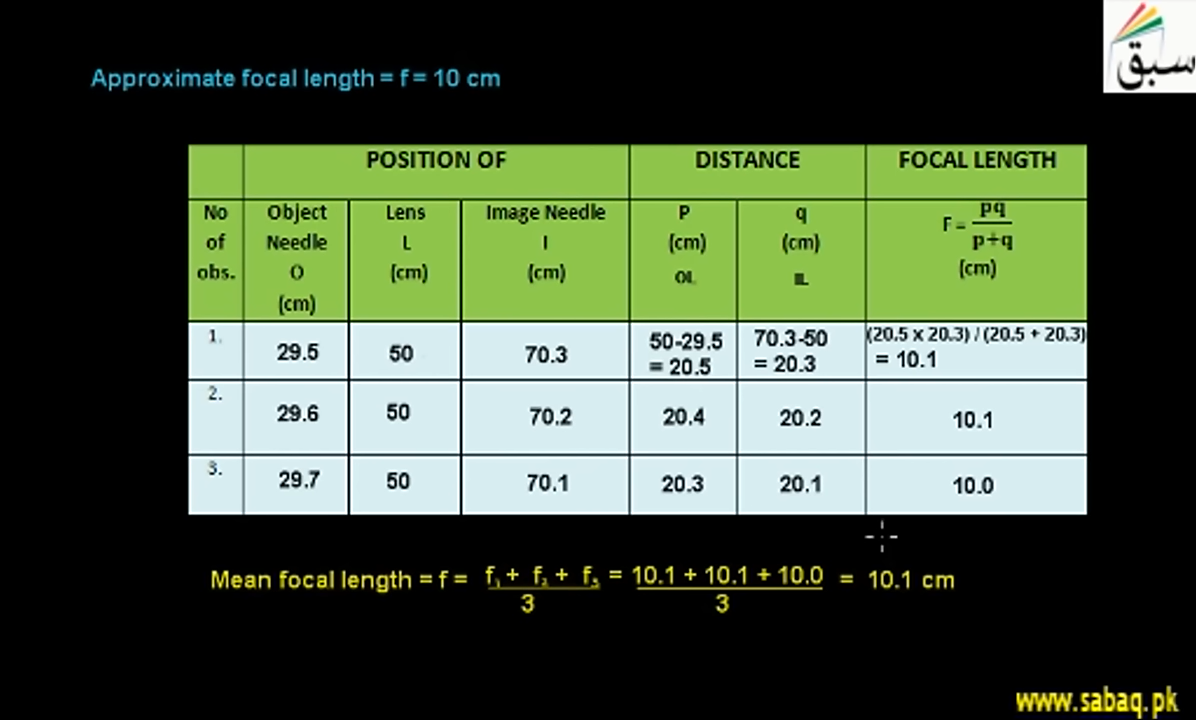 سبق
Approximate focal length = f = 10 cm
POSITION OF DISTANCE FOCAL LENGTH
No of obs. Object Needle O (cm) Lens L (cm) Image Needle I (cm) P (cm) OL q (cm) IL F = pq / p+q (cm)
1. 29.5 50 70.3 50-29.5 = 20.5 70.3-50 = 20.3 (20.5 x 20.3) / (20.5 + 20.3) = 10.1
2. 29.6 50 70.2 20.4 20.2 10.1
3. 29.7 50 70.1 20.3 20.1 10.0
Mean focal length = f = f₁ + f₂ + f₃ / 3 = 10.1 + 10.1 + 10.0 / 3 = 10.1 cm
www.sabaq.pk